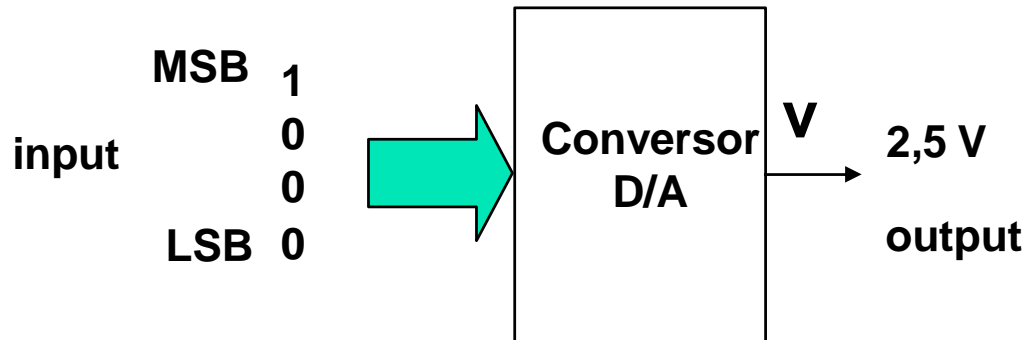 MSB 1
0
input
0
LSB 0
Conversor
D/A
V
2,5 V
output